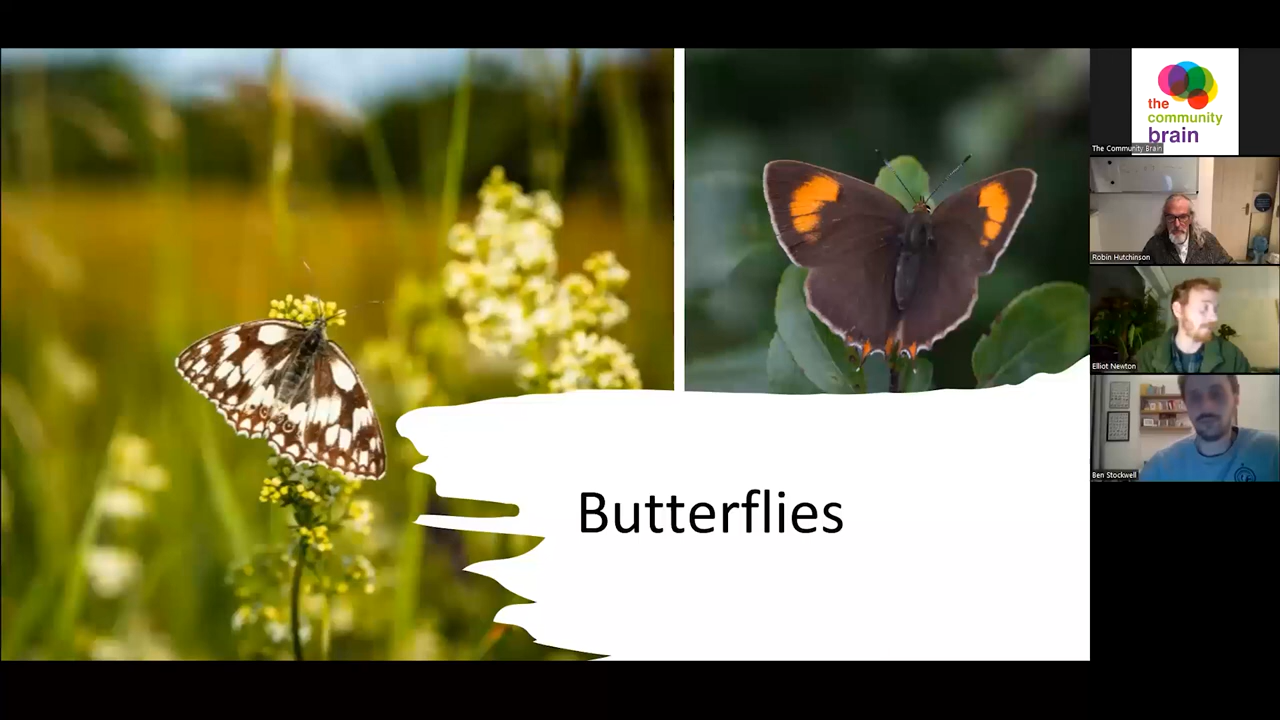 Butterflies
the
community
brain
The Community Brain
Robin Hutchinson
Elliot Newton
Ben Stockwell